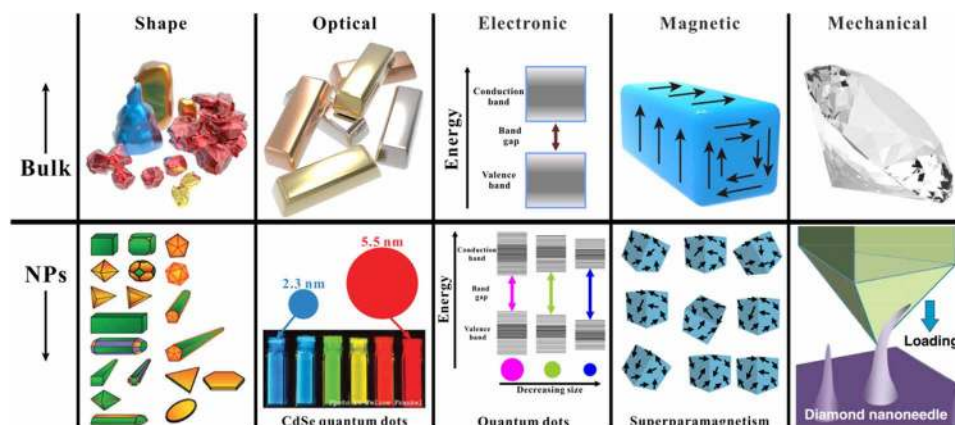 Shape
Optical
Electronic
Magnetic
Mechanical
Bulk
Energy
Conduction
band
Band
gap
Valence
band
NPs
2.3 nm
5.5 nm
CdSe quantum dots
Energy
Conduction
band
Band
gap
Valence
band
Decreasing size
Quantum dots
Superparamagnetism
Loading
Diamond nanoneedle